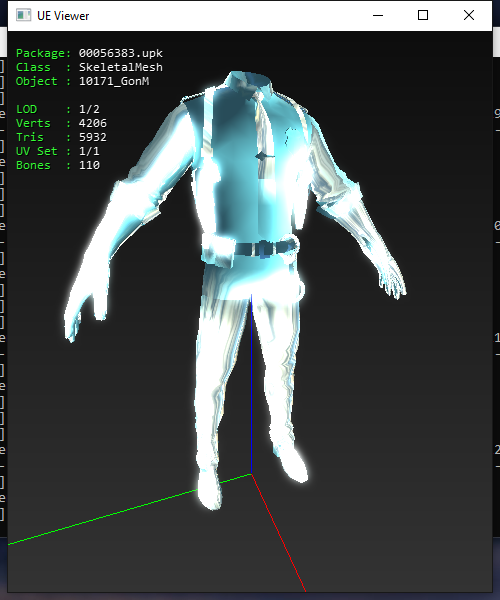 UE Viewer
Package: 00056383.upk
Class : SkeletalMesh
Object : 10171_GonM
LOD : 1/2
Verts : 4206
Tris : 5932
UV Set : 1/1
Bones : 110